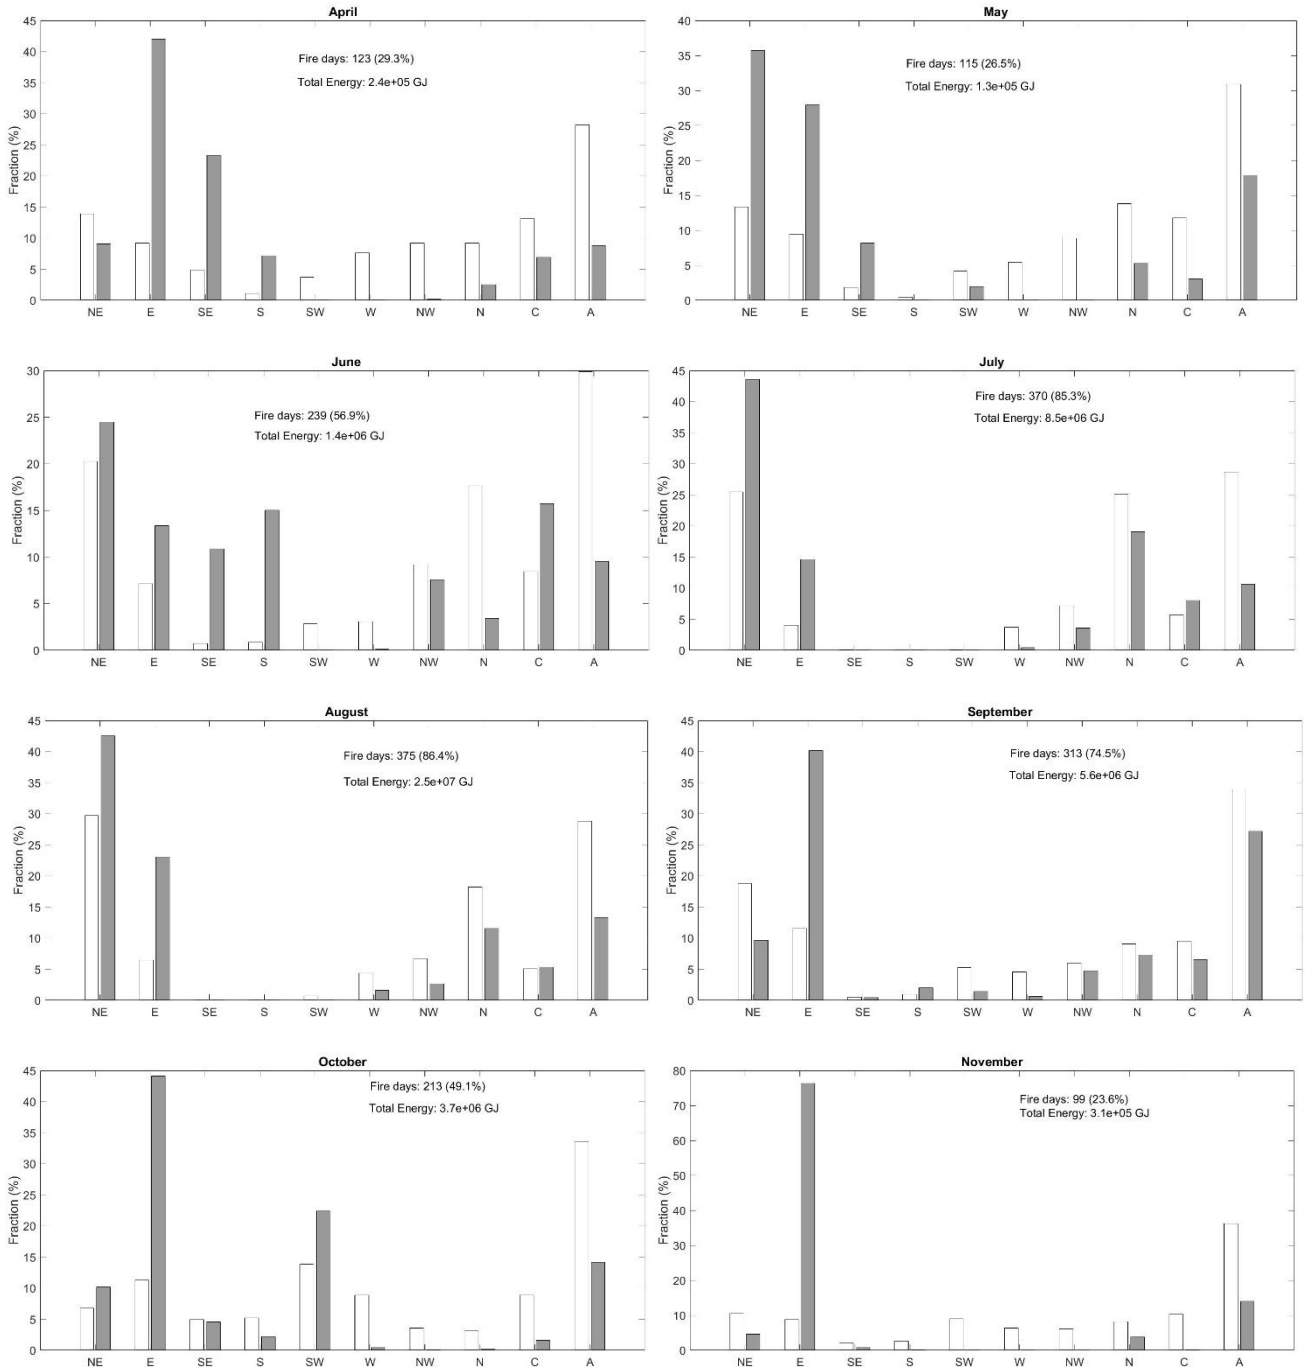 April
Fraction (%)
45
40
35
30
25
20
15
10
5
0
Fire days: 123 (29.3%)
Total Energy: 2.4e+05 GJ
NE E SE S SW W NW N C A
May
Fraction (%)
40
35
30
25
20
15
10
5
0
Fire days: 115 (26.5%)
Total Energy: 1.3e+05 GJ
NE E SE S SW W NW N C A
June
Fraction (%)
30
25
20
15
10
5
0
Fire days: 239 (56.9%)
Total Energy: 1.4e+06 GJ
NE E SE S SW W NW N C A
July
Fraction (%)
45
40
35
30
25
20
15
10
5
0
Fire days: 370 (85.3%)
Total Energy: 8.5e+06 GJ
NE E SE S SW W NW N C A
August
Fraction (%)
45
40
35
30
25
20
15
10
5
0
Fire days: 375 (86.4%)
Total Energy: 2.5e+07 GJ
NE E SE S SW W NW N C A
September
Fraction (%)
45
40
35
30
25
20
15
10
5
0
Fire days: 313 (74.5%)
Total Energy: 5.6e+06 GJ
NE E SE S SW W NW N C A
October
Fraction (%)
45
40
35
30
25
20
15
10
5
0
Fire days: 213 (49.1%)
Total Energy: 3.7e+06 GJ
NE E SE S SW W NW N C A
November
Fraction (%)
80
70
60
50
40
30
20
10
0
Fire days: 99 (23.6%)
Total Energy: 3.1e+05 GJ
NE E SE S SW W NW N C A